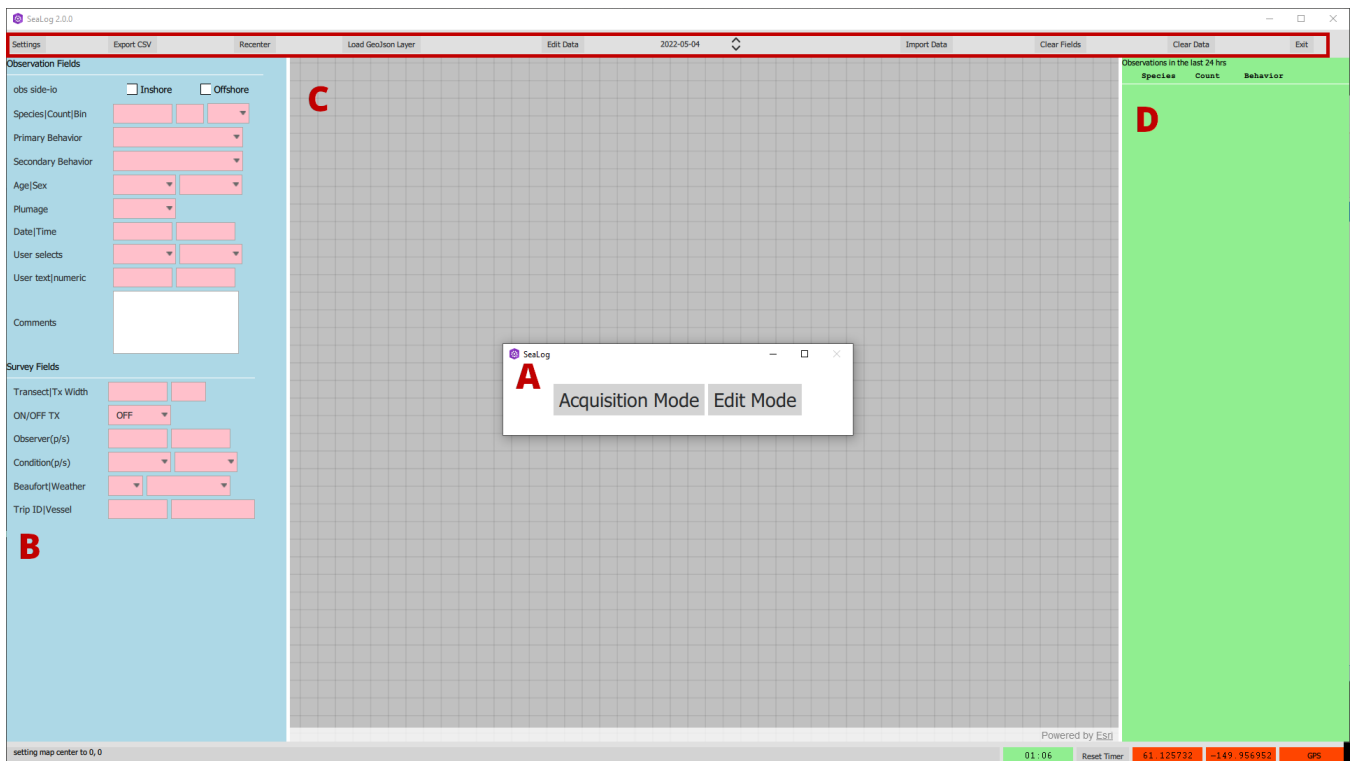 SeaLog 2.0.0
Settings Export CSV Recenter Load GeoJson Layer Edit Data 2022-05-04 Import Data Clear Fields Clear Data Exit
Observation Fields
obs side-io Inshore Offshore
Species|Count|Bin
Primary Behavior
Secondary Behavior
Age|Sex
Plumage
Date|Time
User selects
User text|numeric
Comments
Survey Fields
Transect|Tx Width
ON/OFF TX OFF
Observer(p/s)
Condition(p/s)
Beaufort|Weather
Trip ID|Vessel
B
C
SeaLog
A
Acquisition Mode Edit Mode
Powered by Esri
Observations in the last 24 hrs
Species Count Behavior
D
setting map center to 0, 0
01:06 Reset Timer 61.125732 -149.956952 GPS